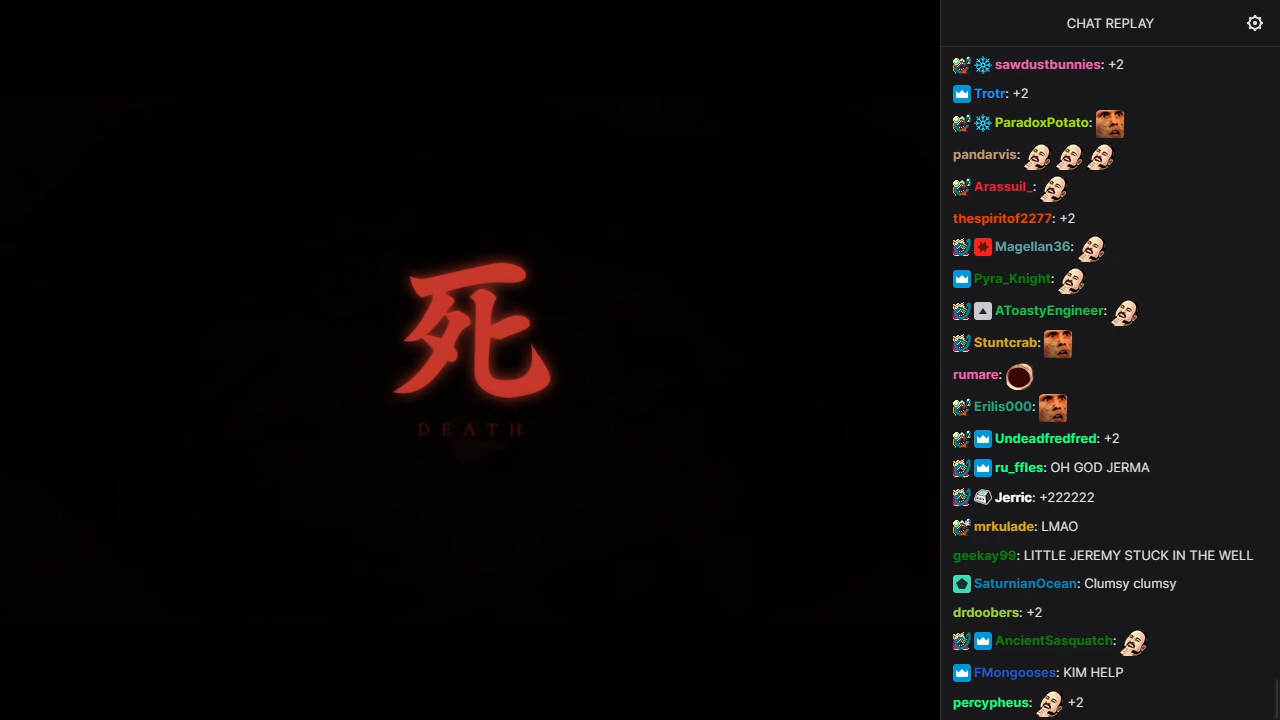 死
DEATH
CHAT REPLAY
sawdustbunnies: +2
Trotr: +2
ParadoxPotato:
pandarvis:
Arassuil_:
thespiritof2277: +2
Magellan36:
Pyra_Knight:
AToastyEngineer:
Stuntcrab:
rumare:
Erilis000:
Undeadfredfred: +2
ru_ffles: OH GOD JERMA
Jerric: +222222
mrkulade: LMAO
geekay99: LITTLE JEREMY STUCK IN THE WELL
SaturnianOcean: Clumsy clumsy
drdoobers: +2
AncientSasquatch:
FMongooses: KIM HELP
percypheus: +2